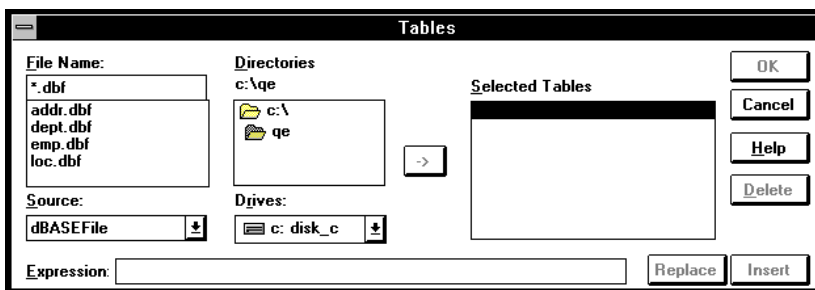 Tables
File Name:
*.dbf
addr.dbf
dept.dbf
emp.dbf
loc.dbf
Source:
dBASEFile
Directories
c:\qe
c:\
qe
Drives:
c: disk_c
->
Selected Tables
OK
Cancel
Help
Delete
Expression:
Replace
Insert